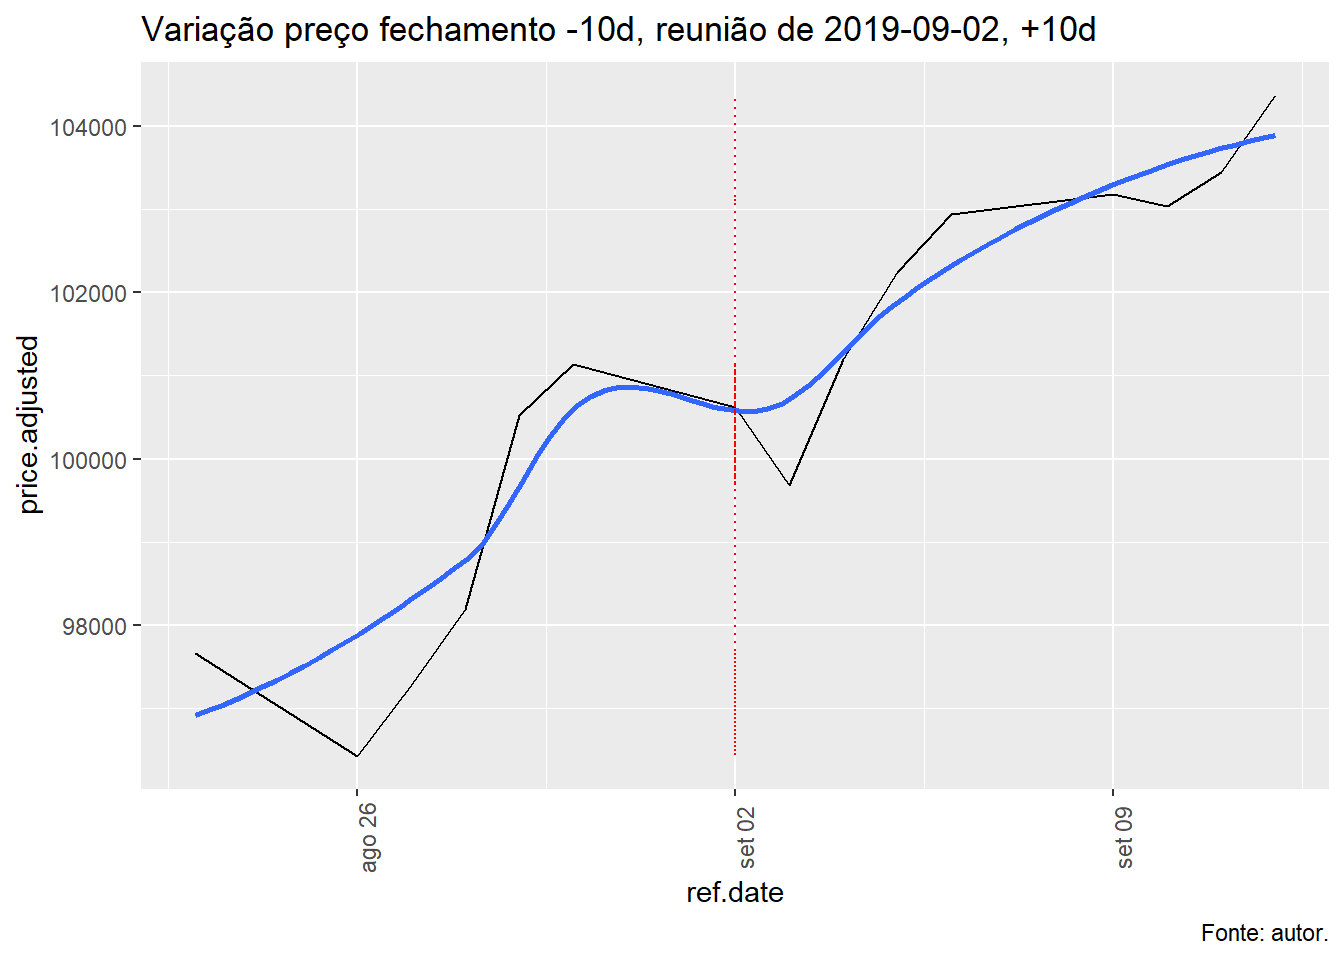 Variação preço fechamento -10d, reunião de 2019-09-02, +10d
price.adjusted
104000
102000
100000
98000
ago 26
set 02
set 09
ref.date
Fonte: autor.